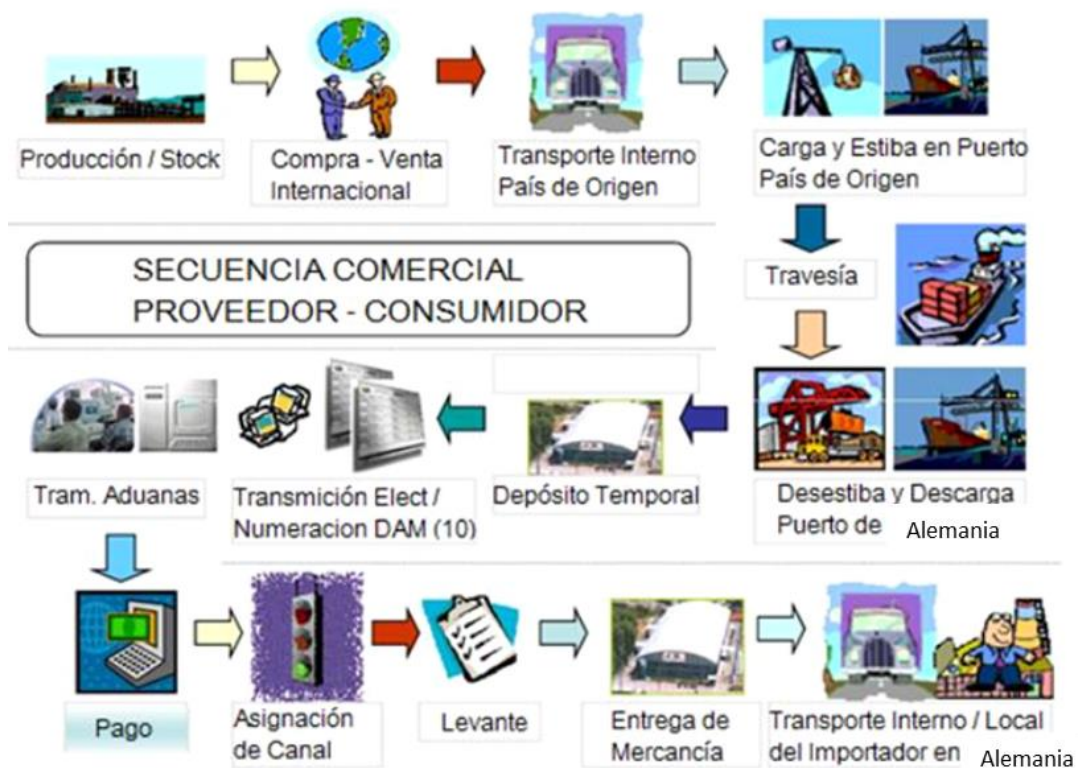 Producción / Stock
Compra - Venta
Internacional
Transporte Interno
País de Origen
Carga y Estiba en Puerto
País de Origen
SECUENCIA COMERCIAL
PROVEEDOR - CONSUMIDOR
Travesía
Tram. Aduanas
Transmición Elect /
Numeracion DAM (10)
Depósito Temporal
Desestiba y Descarga
Puerto de Alemania
Pago
Asignación
de Canal
Levante
Entrega de
Mercancía
Transporte Interno / Local
del Importador en Alemania